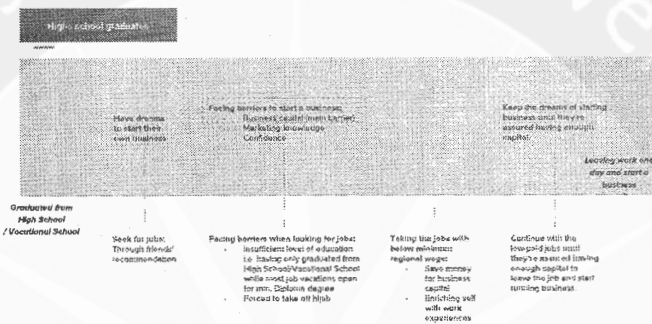 High-school graduates
Have dreams
to start their
own business
Facing barriers to start a business:
Business capital (main barrier)
Marketing knowledge
Confidence
Keep the dreams of starting
business until they're
assured having enough
capital.
Leaving work one
day and start a
business
Graduated from
High School
/ Vocational School
Seek for jobs:
Through friends'
recommendation
Facing barriers when looking for jobs:
- Insufficient level of education
i.e. having only graduated from
High School/Vocational School
while most job vacations open
for min. Diploma degree
- Forced to take off hijab
Taking the jobs with
below minimum
regional wage:
- Save money
for business
capital
- Enriching self
with work
experiences
Continue with the
low-paid jobs until
they're assured having
enough capital to
leave the job and start
running business.